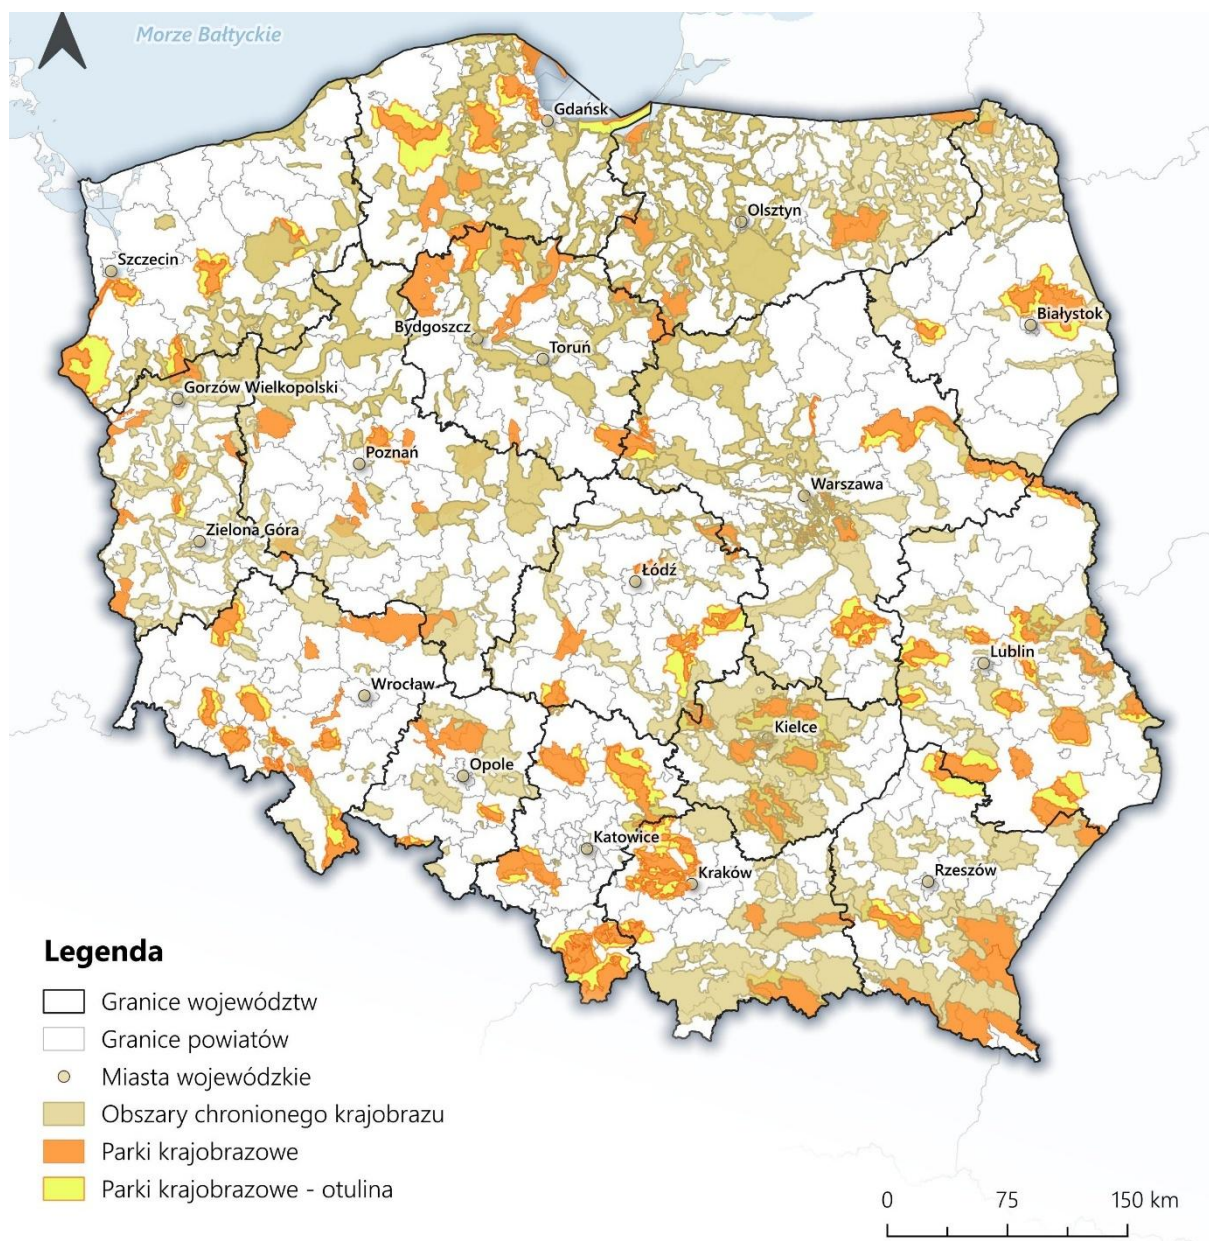 Morze Bałtyckie
Gdańsk
Olsztyn
Szczecin
Białystok
Bydgoszcz
Toruń
Gorzów Wielkopolski
Poznań
Warszawa
Zielona Góra
Łódź
Lublin
Wrocław
Kielce
Opole
Katowice
Kraków
Rzeszów
Legenda
Granice województw
Granice powiatów
Miasta wojewódzkie
Obszary chronionego krajobrazu
Parki krajobrazowe
Parki krajobrazowe - otulina
0 75 150 km